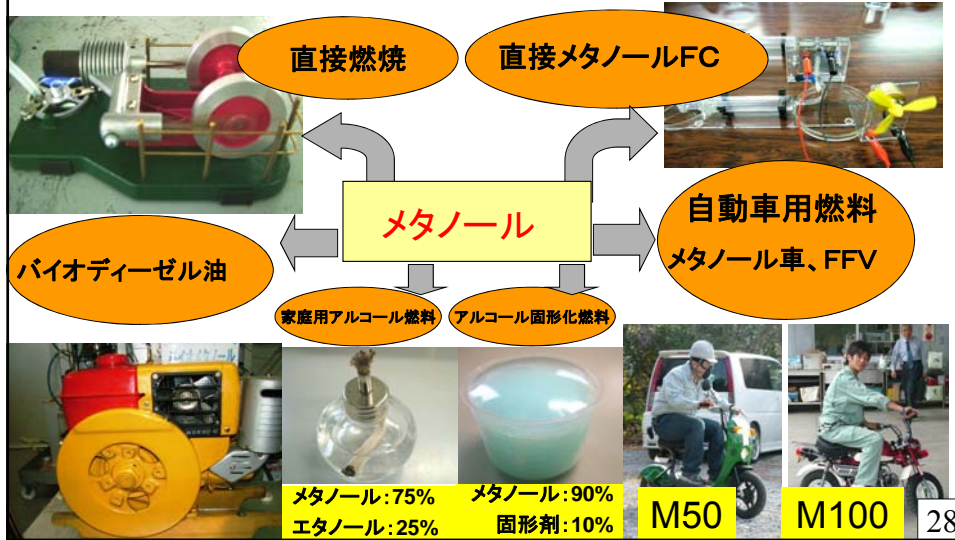 直接燃焼
直接メタノールFC
メタノール
自動車用燃料
メタノール車、FFV
バイオディーゼル油
家庭用アルコール燃料
アルコール固形化燃料
メタノール:75%
エタノール:25%
メタノール:90%
固形剤:10%
M50
M100
28